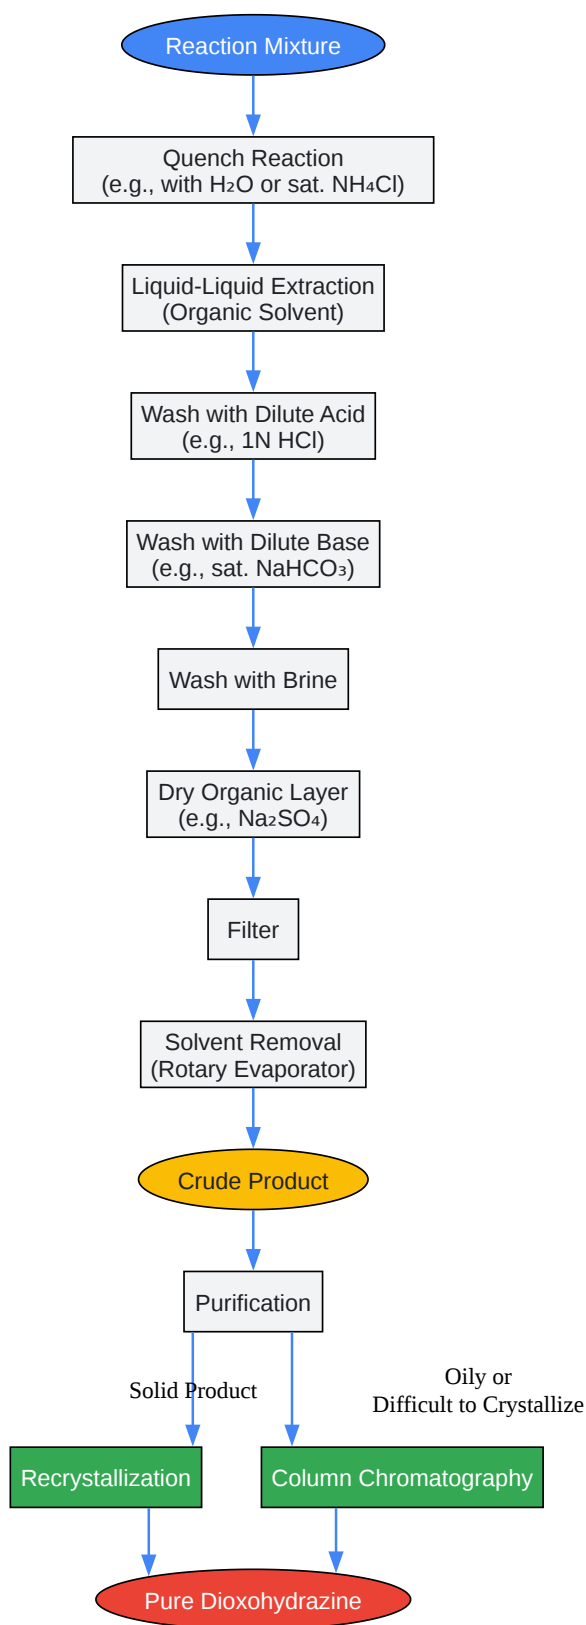 Reaction Mixture
Quench Reaction
(e.g., with H₂O or sat. NH₄Cl)
Liquid-Liquid Extraction
(Organic Solvent)
Wash with Dilute Acid
(e.g., 1N HCl)
Wash with Dilute Base
(e.g., sat. NaHCO₃)
Wash with Brine
Dry Organic Layer
(e.g., Na₂SO₄)
Filter
Solvent Removal
(Rotary Evaporator)
Crude Product
Purification
Solid Product
Oily or
Difficult to Crystallize
Recrystallization
Column Chromatography
Pure Dioxohydrazine